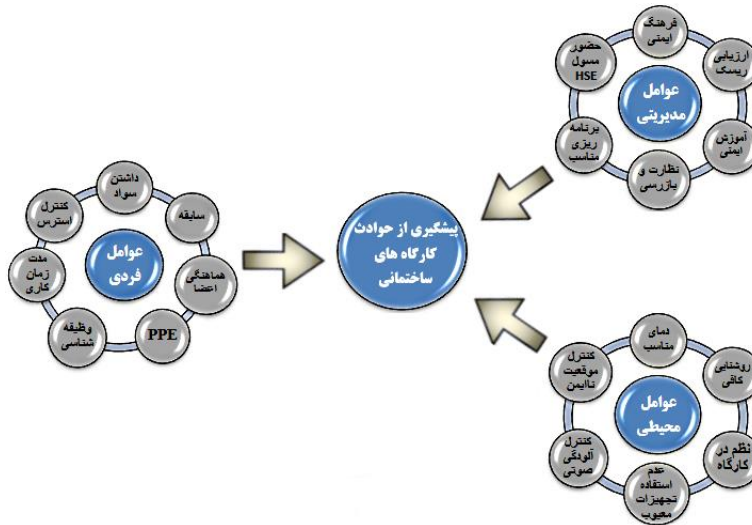 فرهنگ
ایمنی
ارزیابی
ریسک
آموزش
ایمنی
نظارت و
بازرسی
برنامه
ریزی
مناسب
حضور
مسول
HSE
عوامل
مدیریتی
پیشگیری از حوادث
کارگاه های
ساختمانی
داشتن
سواد
سابقه
هماهنگی
اعضا
PPE
وظیفه
شناسی
مدت
زمان
کاری
کنترل
استرس
عوامل
فردی
دمای
مناسب
روشنایی
کافی
نظم در
کارگاه
عدم
استفاده
تجهیزات
معیوب
کنترل
آلودگی
صوتی
کنترل
موقعیت
ناایمن
عوامل
محیطی